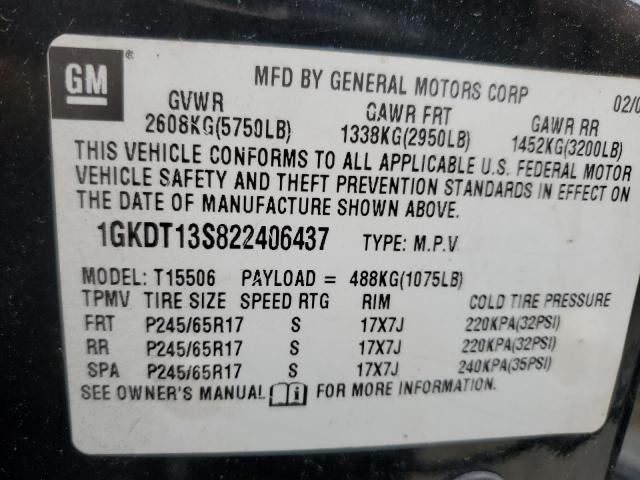 GM ®
MFD BY GENERAL MOTORS CORP 02/0
GVWR GAWR FRT GAWR RR
2608KG(5750LB) 1338KG(2950LB) 1452KG(3200LB)
THIS VEHICLE CONFORMS TO ALL APPLICABLE U.S. FEDERAL MOTOR
VEHICLE SAFETY AND THEFT PREVENTION STANDARDS IN EFFECT ON
THE DATE OF MANUFACTURE SHOWN ABOVE.
1GKDT13S822406437 TYPE: M.P.V
MODEL: T15506 PAYLOAD = 488KG(1075LB)
TPMV TIRE SIZE SPEED RTG RIM COLD TIRE PRESSURE
FRT P245/65R17 S 17X7J 220KPA(32PSI)
RR P245/65R17 S 17X7J 220KPA(32PSI)
SPA P245/65R17 S 17X7J 240KPA(35PSI)
SEE OWNER'S MANUAL i FOR MORE INFORMATION.